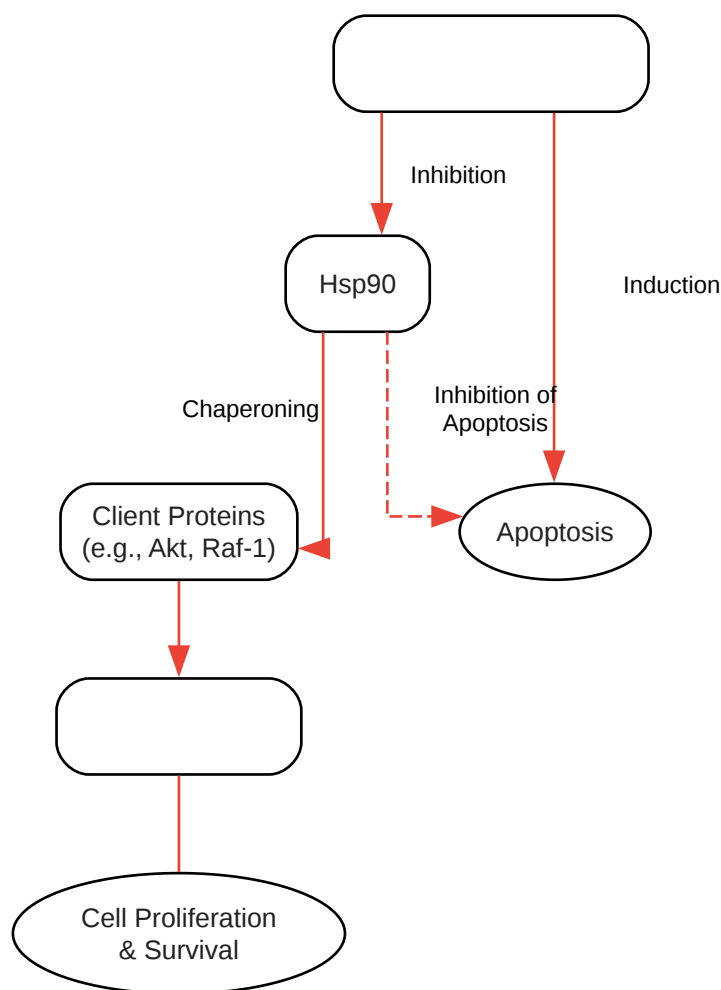 Inhibition
Hsp90
Induction
Chaperoning
Inhibition of
Apoptosis
Client Proteins
(e.g., Akt, Raf-1)
Apoptosis
Cell Proliferation
& Survival